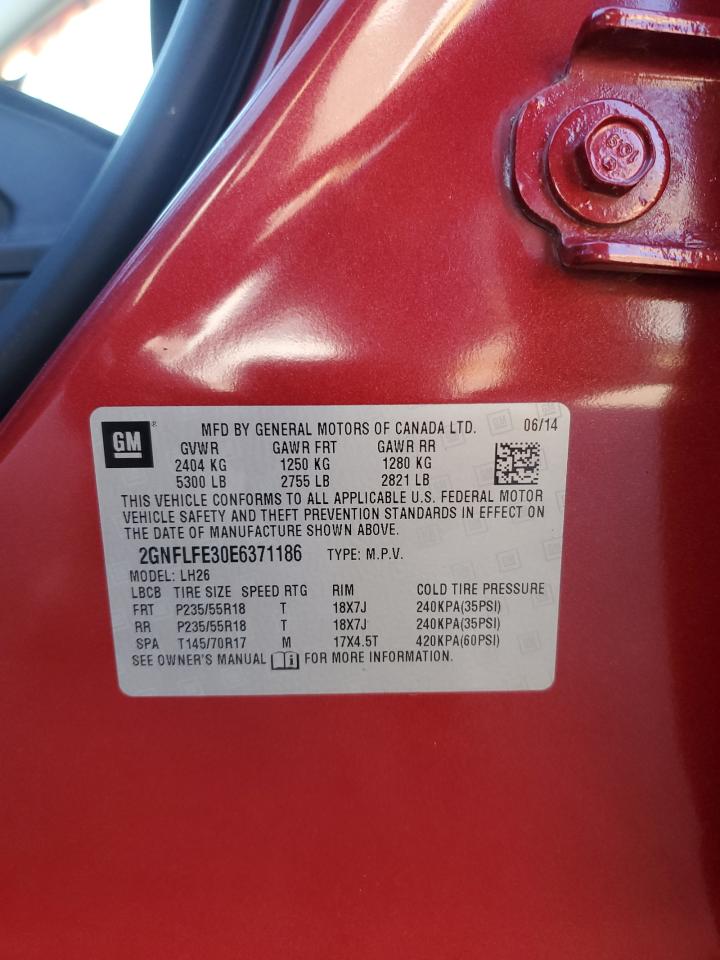 GM
MFD BY GENERAL MOTORS OF CANADA LTD. 06/14
GVWR GAWR FRT GAWR RR
2404 KG 1250 KG 1280 KG
5300 LB 2755 LB 2821 LB
THIS VEHICLE CONFORMS TO ALL APPLICABLE U.S. FEDERAL MOTOR
VEHICLE SAFETY AND THEFT PREVENTION STANDARDS IN EFFECT ON
THE DATE OF MANUFACTURE SHOWN ABOVE.
2GNFLFE30E6371186 TYPE: M.P.V.
MODEL: LH26
LBCB TIRE SIZE SPEED RTG RIM COLD TIRE PRESSURE
FRT P235/55R18 T 18X7J 240KPA(35PSI)
RR P235/55R18 T 18X7J 240KPA(35PSI)
SPA T145/70R17 M 17X4.5T 420KPA(60PSI)
SEE OWNER'S MANUAL FOR MORE INFORMATION.